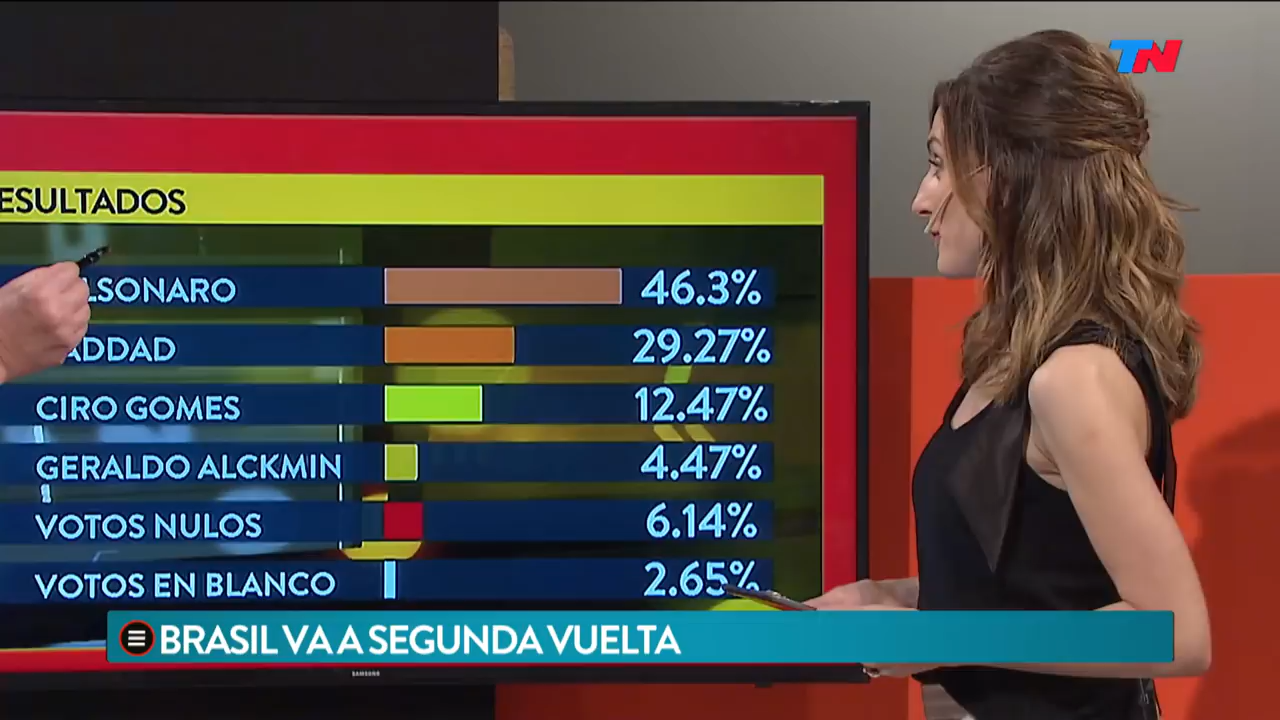 TN
ESULTADOS
LSONARO 46.3%
ADDAD 29.27%
CIRO GOMES 12.47%
GERALDO ALCKMIN 4.47%
VOTOS NULOS 6.14%
VOTOS EN BLANCO 2.65%
BRASIL VA A SEGUNDA VUELTA
SAMSUNG